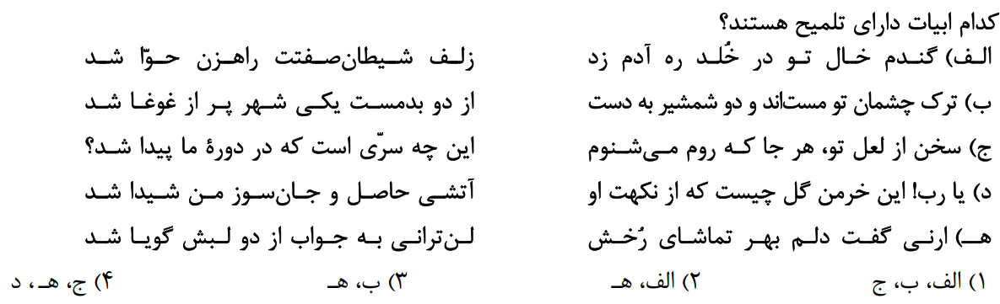 کدام ابیات دارای تلمیح هستند؟
الف) گندم خال تو در خُلد ره آدم زد زلف شیطان‌صفتت راهزن حوّا شد
ب) ترک چشمان تو مست‌اند و دو شمشیر به دست از دو بدمست یکی شهر پر از غوغا شد
ج) سخن از لعل تو، هر جا که روم می‌شنوم این چه سرّی است که در دورهٔ ما پیدا شد؟
د) یا رب! این خرمن گل چیست که از نکهت او آتشی حاصل و جان‌سوز من شیدا شد
هـ) ارنی گفت دلم بهر تماشای رُخش لن‌ترانی به جواب از دو لبش گویا شد
۱) الف، ب، ج ۲) الف، هـ ۳) ب، هـ ۴) ج، هـ ، د